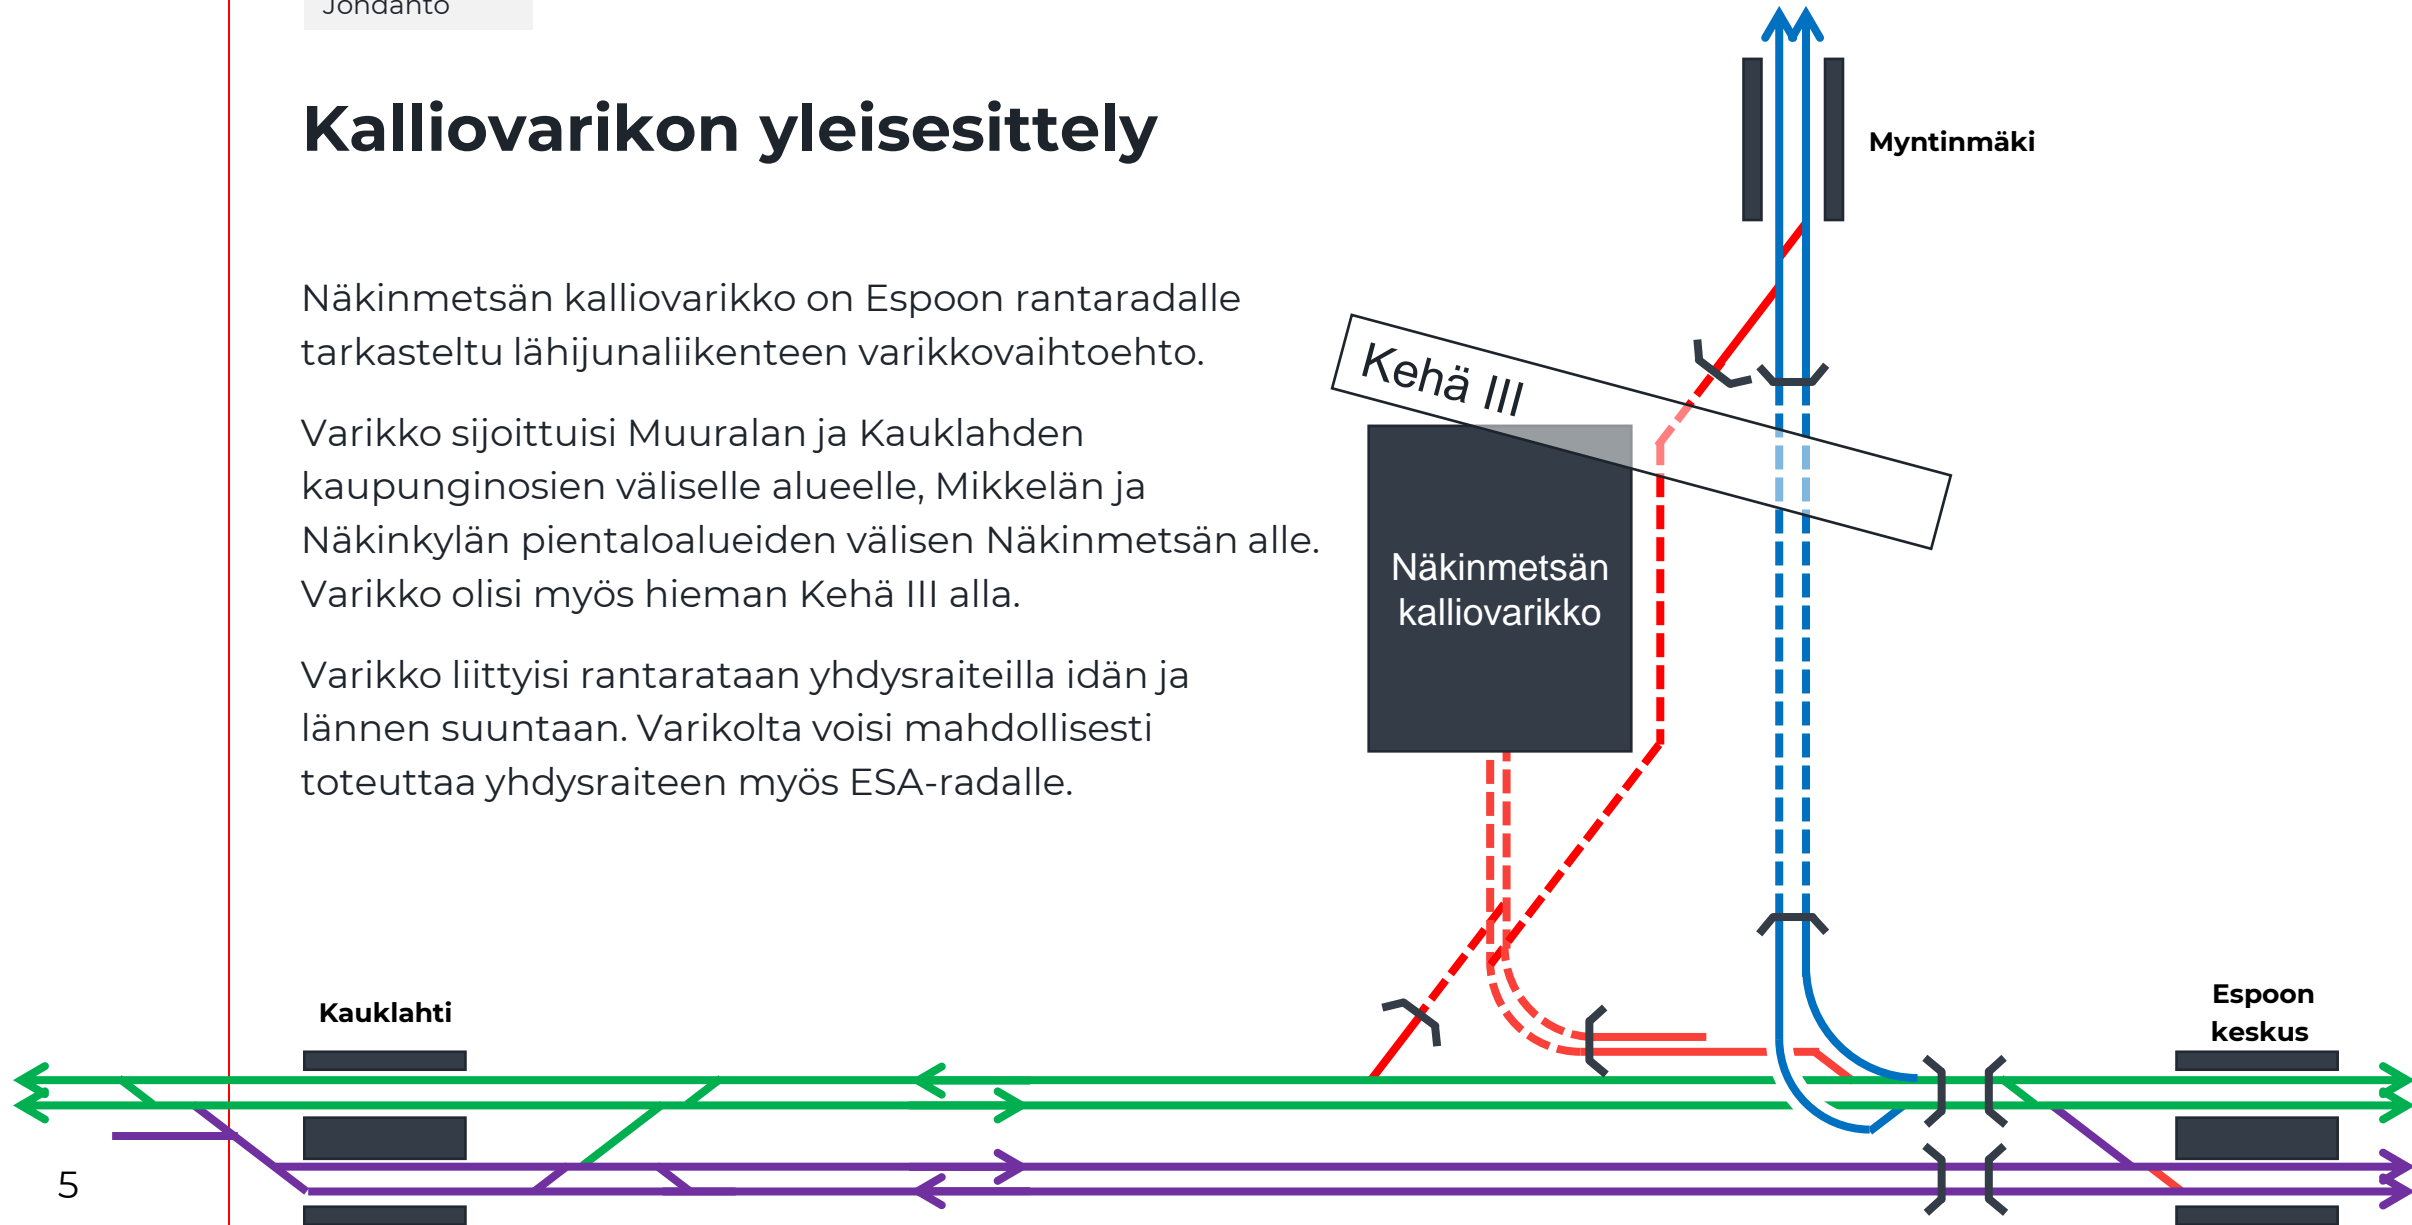 Johdanto
Kalliovarikon yleisesittely
Näkinmetsän kalliovarikko on Espoon rantaradalle
tarkasteltu lähijunaliikenteen varikkovaihtoehto.
Varikko sijoittuisi Muuralan ja Kauklahden
kaupunginosien väliselle alueelle, Mikkelän ja
Näkinkylän pientaloalueiden välisen Näkinmetsän alle.
Varikko olisi myös hieman Kehä III alla.
Varikko liittyisi rantarataan yhdysraiteilla idän ja
lännen suuntaan. Varikolta voisi mahdollisesti
toteuttaa yhdysraiteen myös ESA-radalle.
Myntinmäki
Kehä III
Näkinmetsän
kalliovarikko
Kauklahti
Espoon
keskus
5